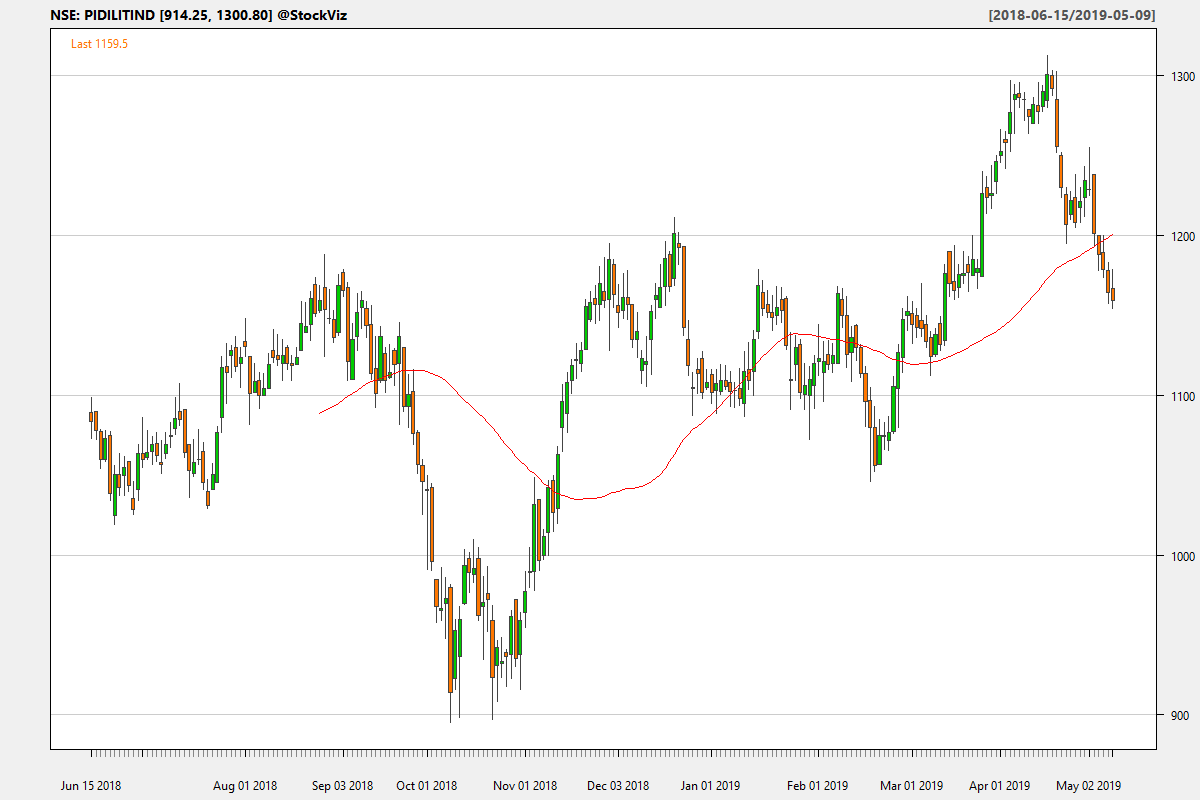 NSE: PIDILITIND [914.25, 1300.80] @StockViz [2018-06-15/2019-05-09]
Last 1159.5
1300
1200
1100
1000
900
Jun 15 2018 Aug 01 2018 Sep 03 2018 Oct 01 2018 Nov 01 2018 Dec 03 2018 Jan 01 2019 Feb 01 2019 Mar 01 2019 Apr 01 2019 May 02 2019